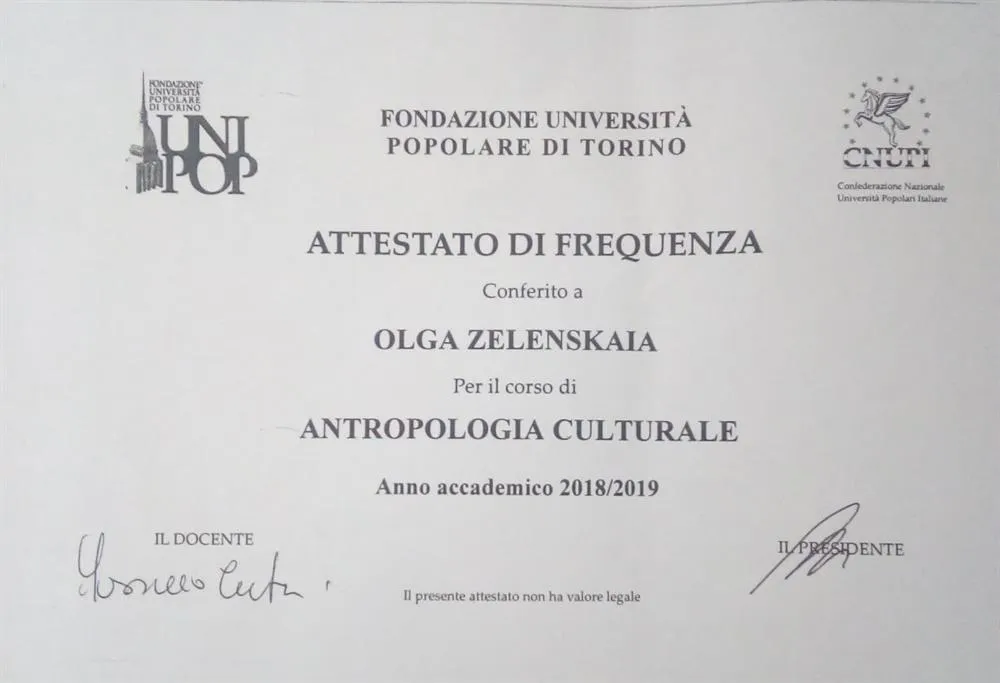 FONDAZIONE
UNIVERSITÀ
POPOLARE
DI TORINO
UNI
POP
FONDAZIONE UNIVERSITÀ
POPOLARE DI TORINO
CNUPI
Confederazione Nazionale
Università Popolari Italiane
ATTESTATO DI FREQUENZA
Conferito a
OLGA ZELENSKAIA
Per il corso di
ANTROPOLOGIA CULTURALE
Anno accademico 2018/2019
IL DOCENTE
IL PRESIDENTE
Il presente attestato non ha valore legale